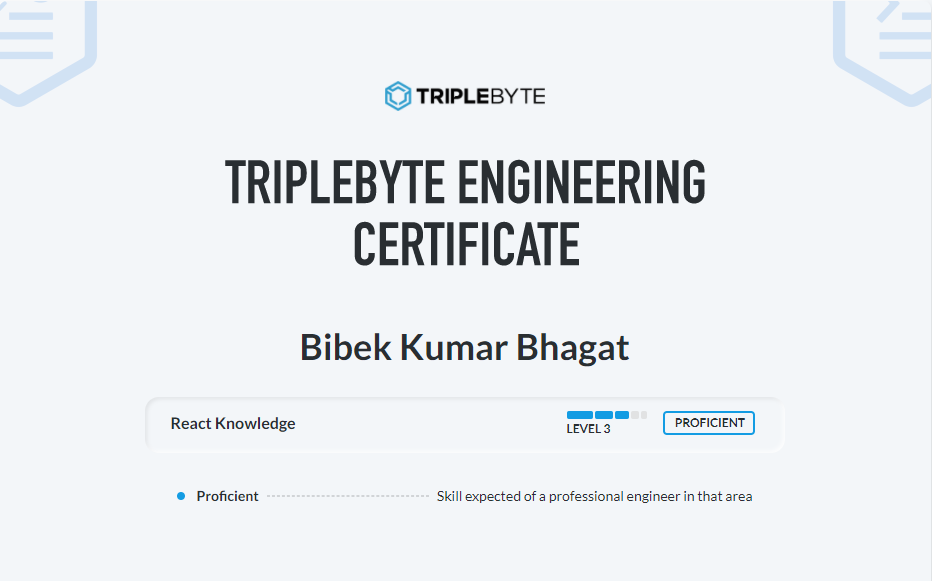 TRIPLEBYTE
TRIPLEBYTE ENGINEERING
CERTIFICATE
Bibek Kumar Bhagat
React Knowledge
LEVEL 3
PROFICIENT
Proficient
Skill expected of a professional engineer in that area